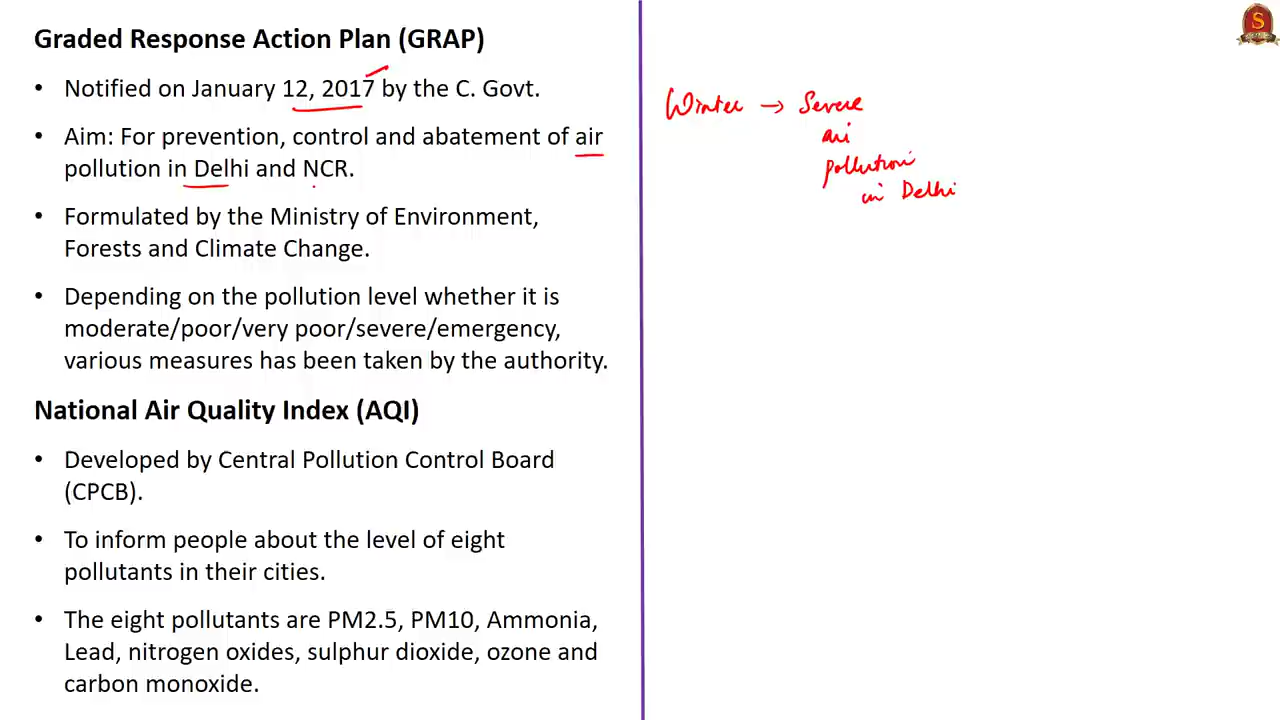 Graded Response Action Plan (GRAP)
• Notified on January 12, 2017 by the C. Govt.
• Aim: For prevention, control and abatement of air
pollution in Delhi and NCR.
• Formulated by the Ministry of Environment,
Forests and Climate Change.
• Depending on the pollution level whether it is
moderate/poor/very poor/severe/emergency,
various measures has been taken by the authority.
National Air Quality Index (AQI)
• Developed by Central Pollution Control Board
(CPCB).
• To inform people about the level of eight
pollutants in their cities.
• The eight pollutants are PM2.5, PM10, Ammonia,
Lead, nitrogen oxides, sulphur dioxide, ozone and
carbon monoxide.
Winter → Severe
air
pollution
in Delhi
S